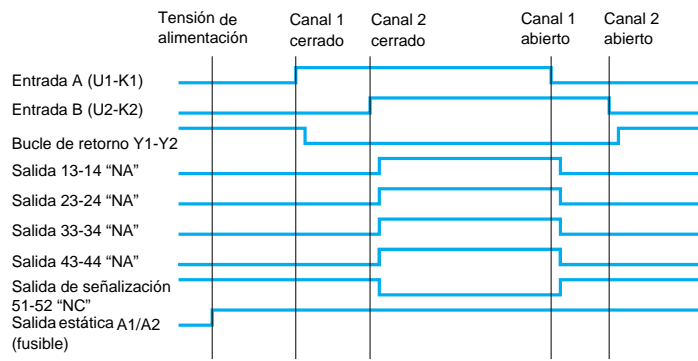 Tensión de alimentación
Canal 1 cerrado
Canal 2 cerrado
Canal 1 abierto
Canal 2 abierto
Entrada A (U1-K1)
Entrada B (U2-K2)
Bucle de retorno Y1-Y2
Salida 13-14 “NA”
Salida 23-24 “NA”
Salida 33-34 “NA”
Salida 43-44 “NA”
Salida de señalización
51-52 “NC”
Salida estática A1/A2
(fusible)